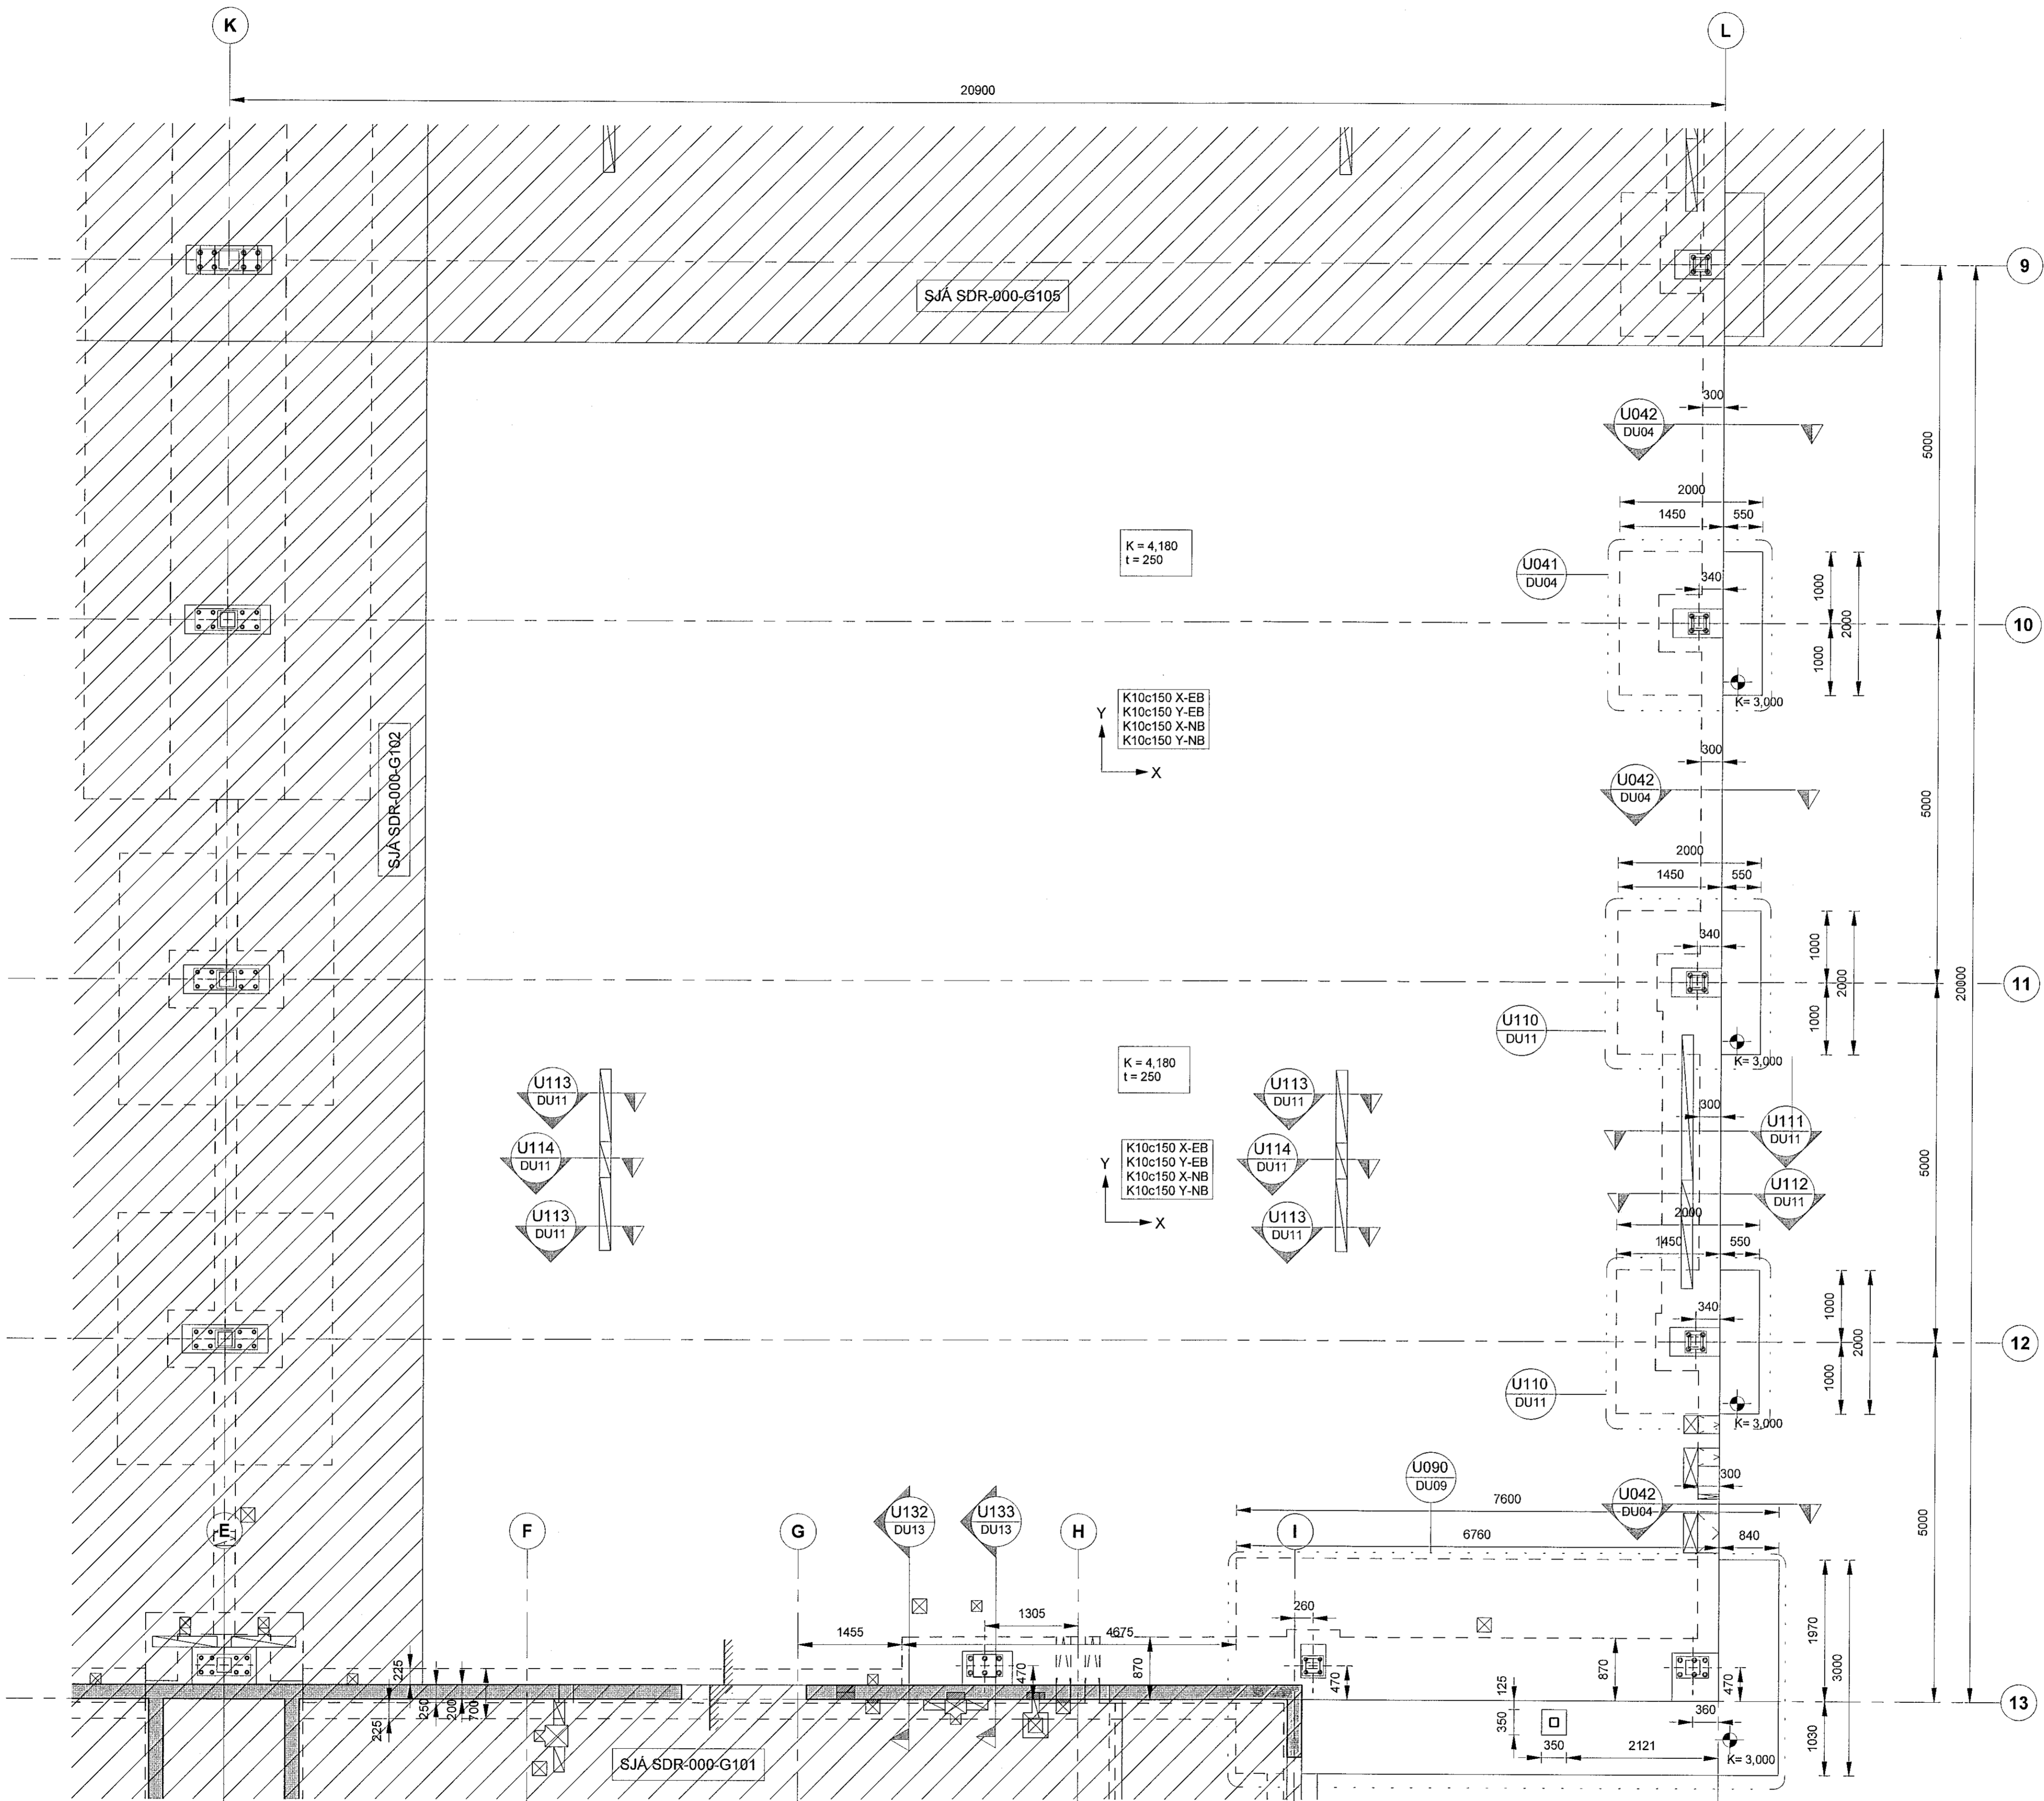 K
L
20900
9
SJÁ SDR-000-G105
300
U042
DU04
5000
2000
1450
550
K = 4,180
t = 250
U041
DU04
340
1000
2000
1000
10
K= 3,000
K10c150 X-EB
K10c150 Y-EB
K10c150 X-NB
K10c150 Y-NB
Y
X
SJÁ SDR-000-G102
300
U042
DU04
5000
2000
1450
550
340
1000
2000
1000
20000
11
U110
DU11
K= 3,000
K = 4,180
t = 250
U113
DU11
U113
DU11
300
U111
DU11
U114
DU11
U114
DU11
K10c150 X-EB
K10c150 Y-EB
K10c150 X-NB
K10c150 Y-NB
Y
X
5000
U112
DU11
U113
DU11
U113
DU11
2000
1450
550
340
1000
2000
1000
12
U110
DU11
K= 3,000
U090
DU09
300
7600
U042
DU04
E
F
G
U132
DU13
U133
DU13
H
I
6760
840
5000
1305
260
1455
4675
1970
3000
225
470
870
470
870
470
250
200
700
225
125
350
360
13
1030
SJÁ SDR-000-G101
350
2121
K= 3,000